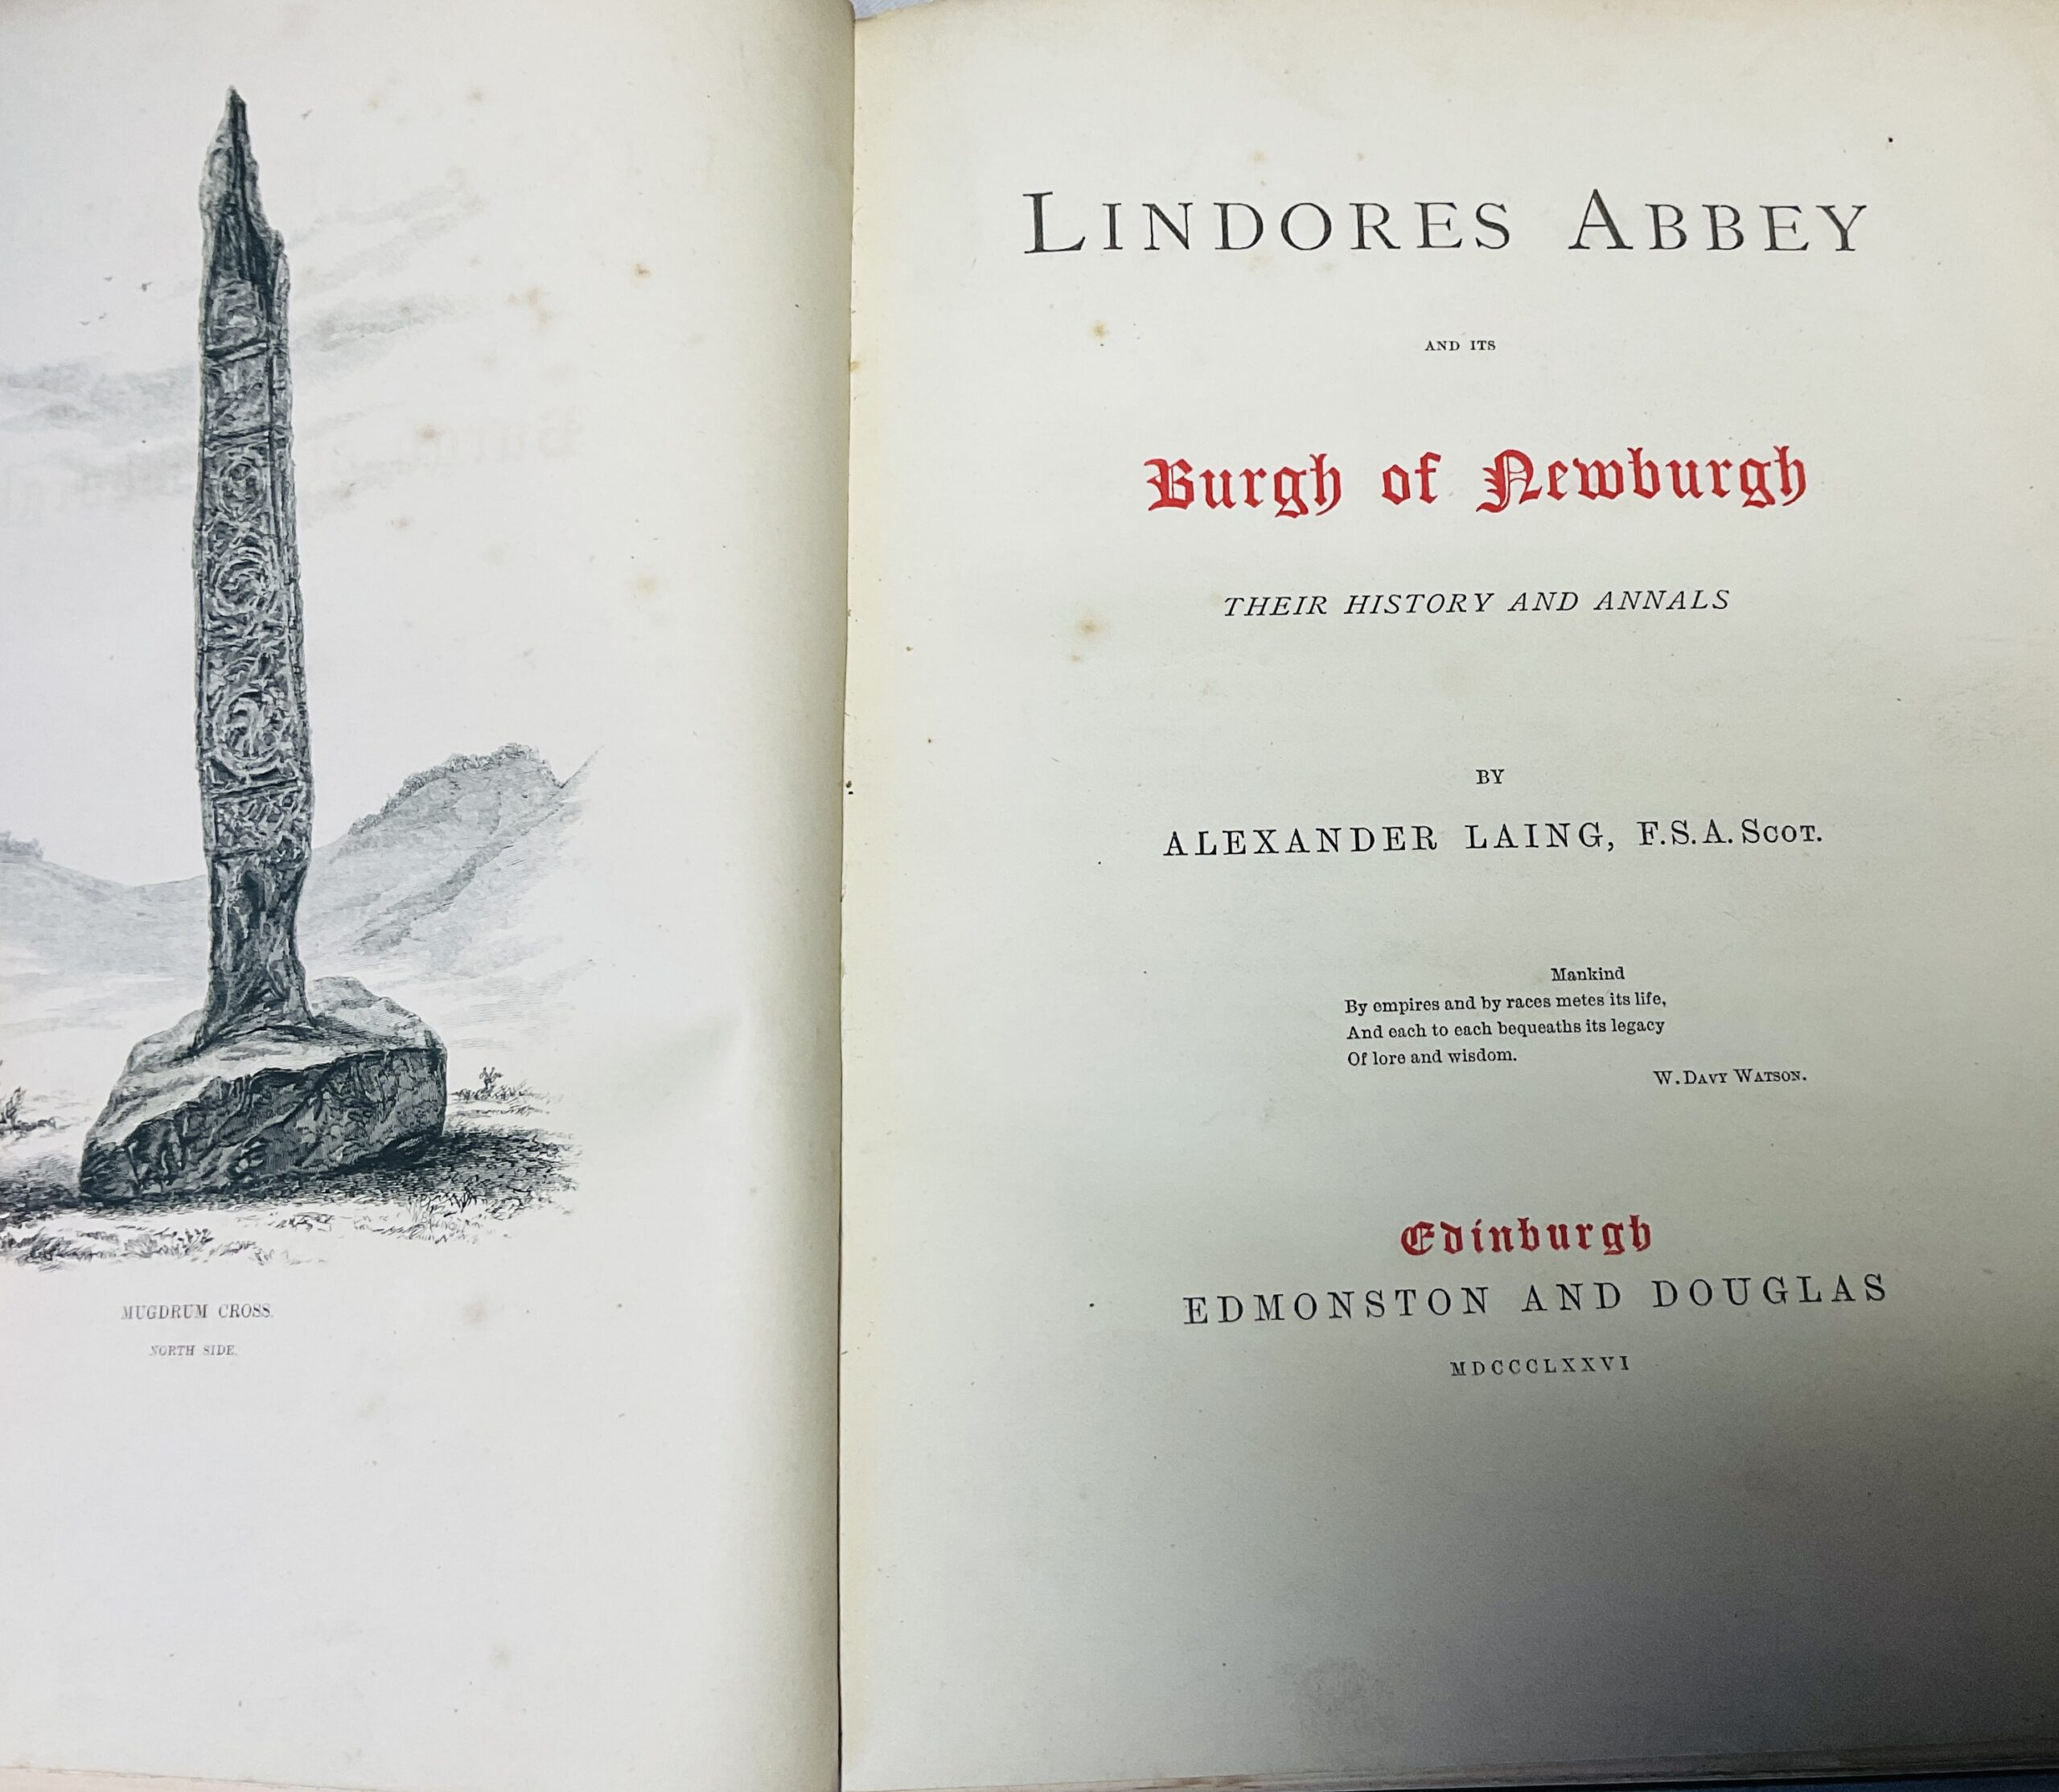 MUGDRUM CROSS.
NORTH SIDE.
LINDORES ABBEY
AND ITS
Burgh of Newburgh
THEIR HISTORY AND ANNALS
BY
ALEXANDER LAING, F.S.A. SCOT.
Mankind
By empires and by races metes its life,
And each to each bequeaths its legacy
Of lore and wisdom.
W. DAVY WATSON.
Edinburgh
EDMONSTON AND DOUGLAS
MDCCCLXXVI